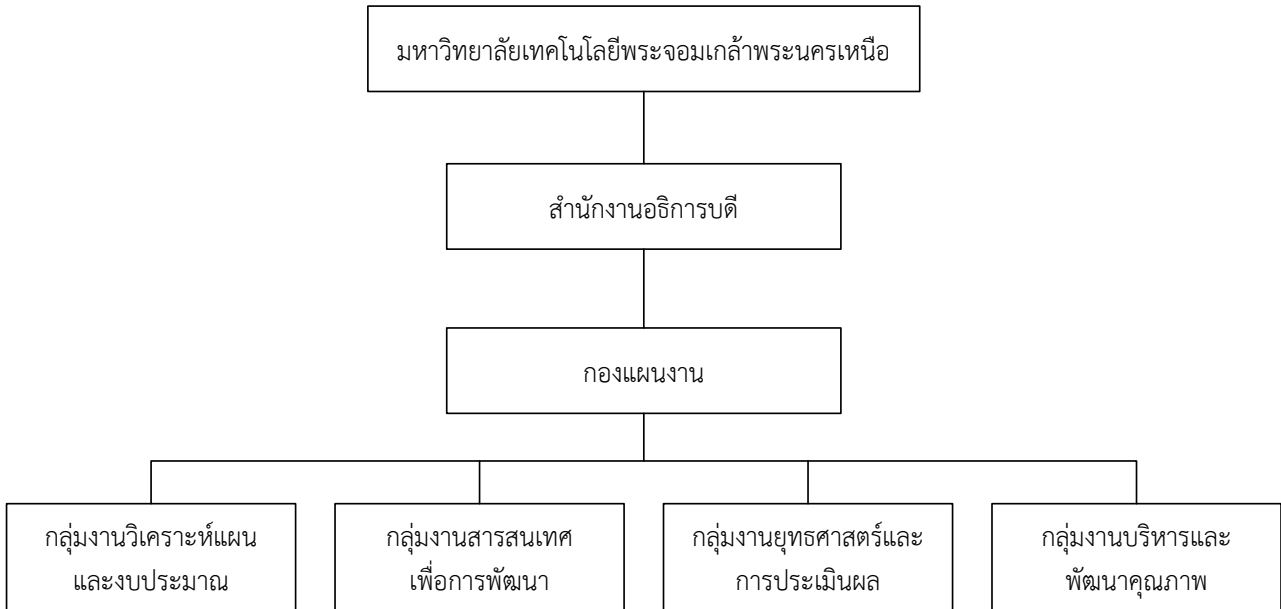 มหาวิทยาลัยเทคโนโลยีพระจอมเกล้าพระนครเหนือ
สำนักงานอธิการบดี
กองแผนงาน
กลุ่มงานวิเคราะห์แผน
และงบประมาณ
กลุ่มงานสารสนเทศ
เพื่อการพัฒนา
กลุ่มงานยุทธศาสตร์และ
การประเมินผล
กลุ่มงานบริหารและ
พัฒนาคุณภาพ